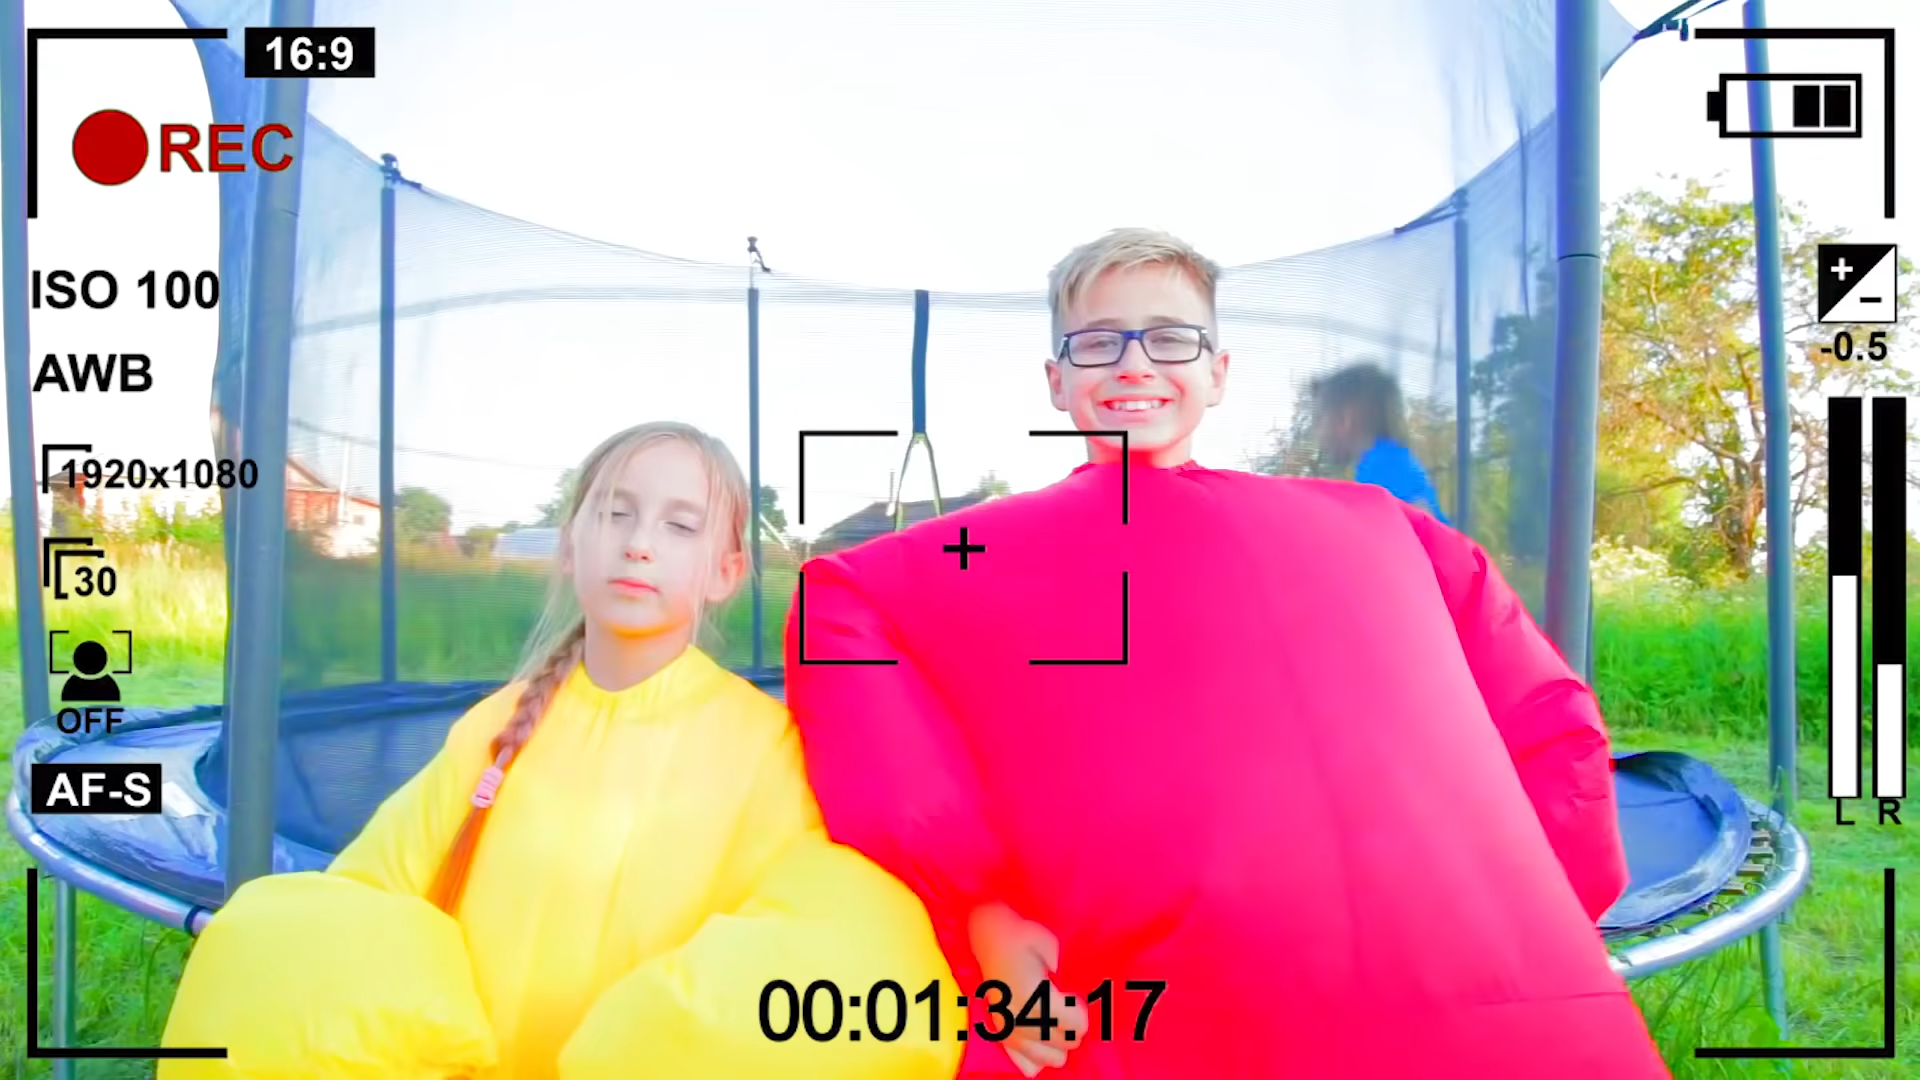 16:9
REC
ISO 100
AWB
1920x1080
30
OFF
AF-S
+
-
-0.5
L R
00:01:34:17